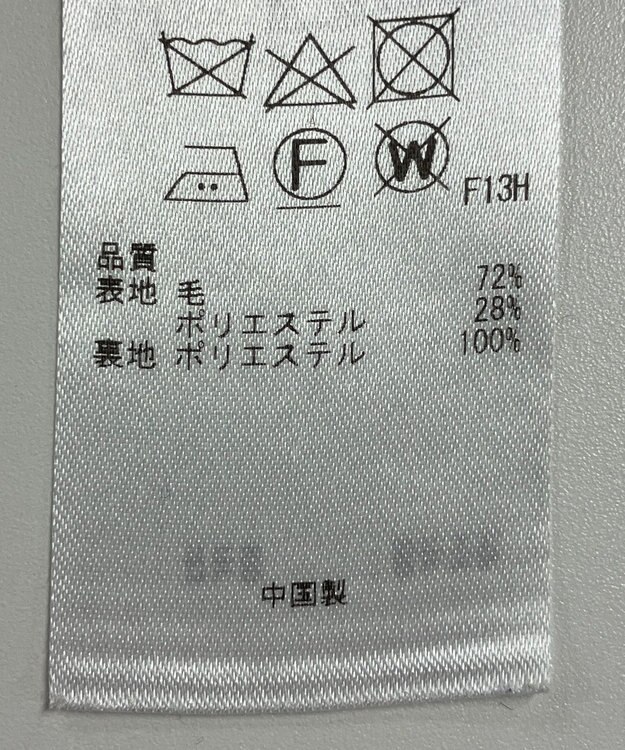 F W F13H
品質
表地 毛 72%
ポリエステル 28%
裏地 ポリエステル 100%
中国製